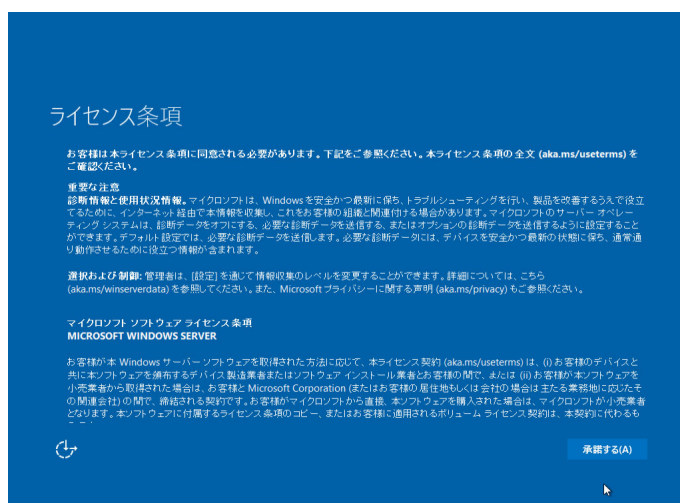 ライセンス条項
お客様は本ライセンス条項に同意される必要があります。下記をご参照ください。本ライセンス条項の全文 (aka.ms/useterms) を
ご確認ください。
重要な注意
診断情報と使用状況情報。マイクロソフトは、Windowsを安全かつ最新に保ち、トラブルシューティングを行い、製品を改善するうえで役立
てるために、インターネット経由で本情報を収集し、これをお客様の組織と関連付ける場合があります。マイクロソフトのサーバー オペレー
ティング システムは、診断データをオフにする、必要な診断データを送信する、またはオプションの診断データを送信するように設定すること
ができます。デフォルト設定では、必要な診断データを送信します。必要な診断データには、デバイスを安全かつ最新の状態に保ち、通常通
り動作させるために役立つ情報が含まれます。
選択および制御: 管理者は、[設定] を通じて情報収集のレベルを変更することができます。詳細については、こちら
(aka.ms/winserverdata) を参照してください。また、Microsoft プライバシーに関する声明 (aka.ms/privacy) もご参照ください。
マイクロソフト ソフトウェア ライセンス条項
MICROSOFT WINDOWS SERVER
お客様が本 Windows サーバー ソフトウェアを取得された方法に応じて、本ライセンス契約 (aka.ms/useterms) は、(i) お客様のデバイスと
共に本ソフトウェアを頒布するデバイス製造業者またはソフトウェア インストール業者とお客様の間で、または (ii) お客様が本ソフトウェアを
小売業者から取得された場合は、お客様と Microsoft Corporation (またはお客様の居住地もしくは会社の場合は主たる業務地に応じたそ
の関連会社) の間で、締結される契約です。お客様がマイクロソフトから直接、本ソフトウェアを購入された場合は、マイクロソフトが小売業者
となります。本ソフトウェアに付属するライセンス条項のコピー、またはお客様に適用されるボリューム ライセンス契約は、本契約に代わるも
承諾する(A)